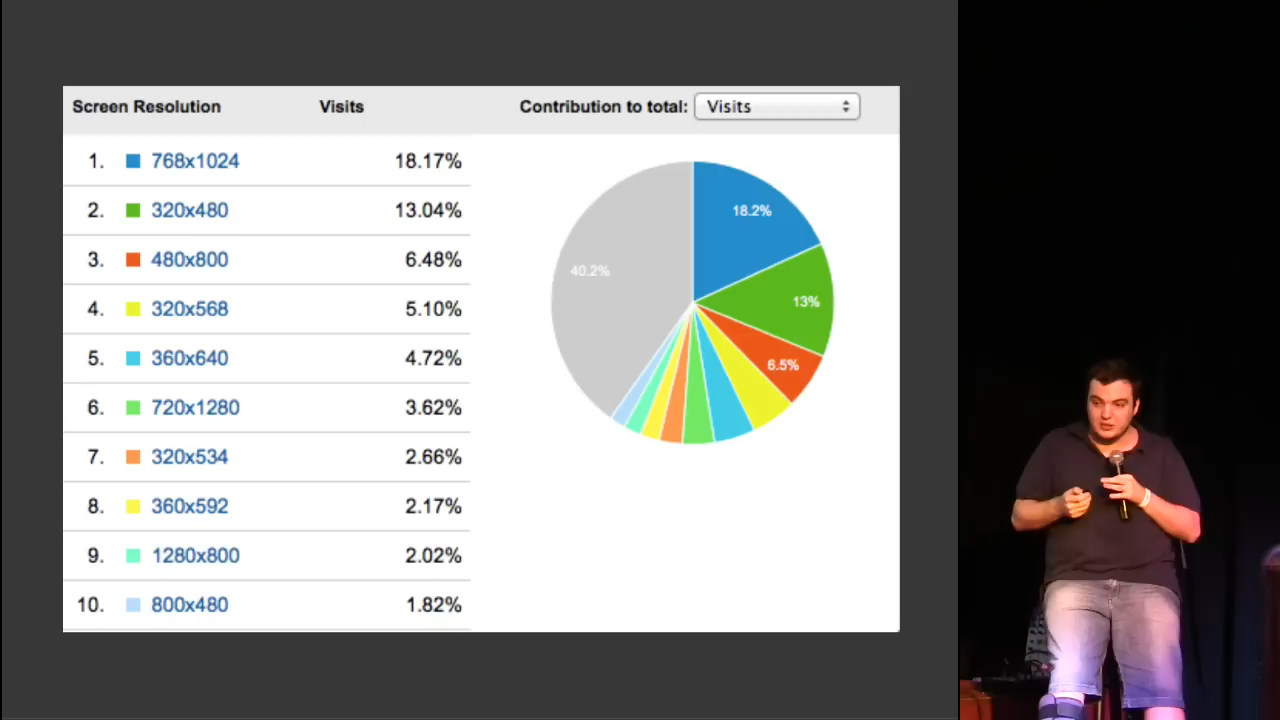 Screen Resolution Visits Contribution to total: Visits
1. 768x1024 18.17%
2. 320x480 13.04%
3. 480x800 6.48%
4. 320x568 5.10%
5. 360x640 4.72%
6. 720x1280 3.62%
7. 320x534 2.66%
8. 360x592 2.17%
9. 1280x800 2.02%
10. 800x480 1.82%
18.2%
40.2%
13%
6.5%